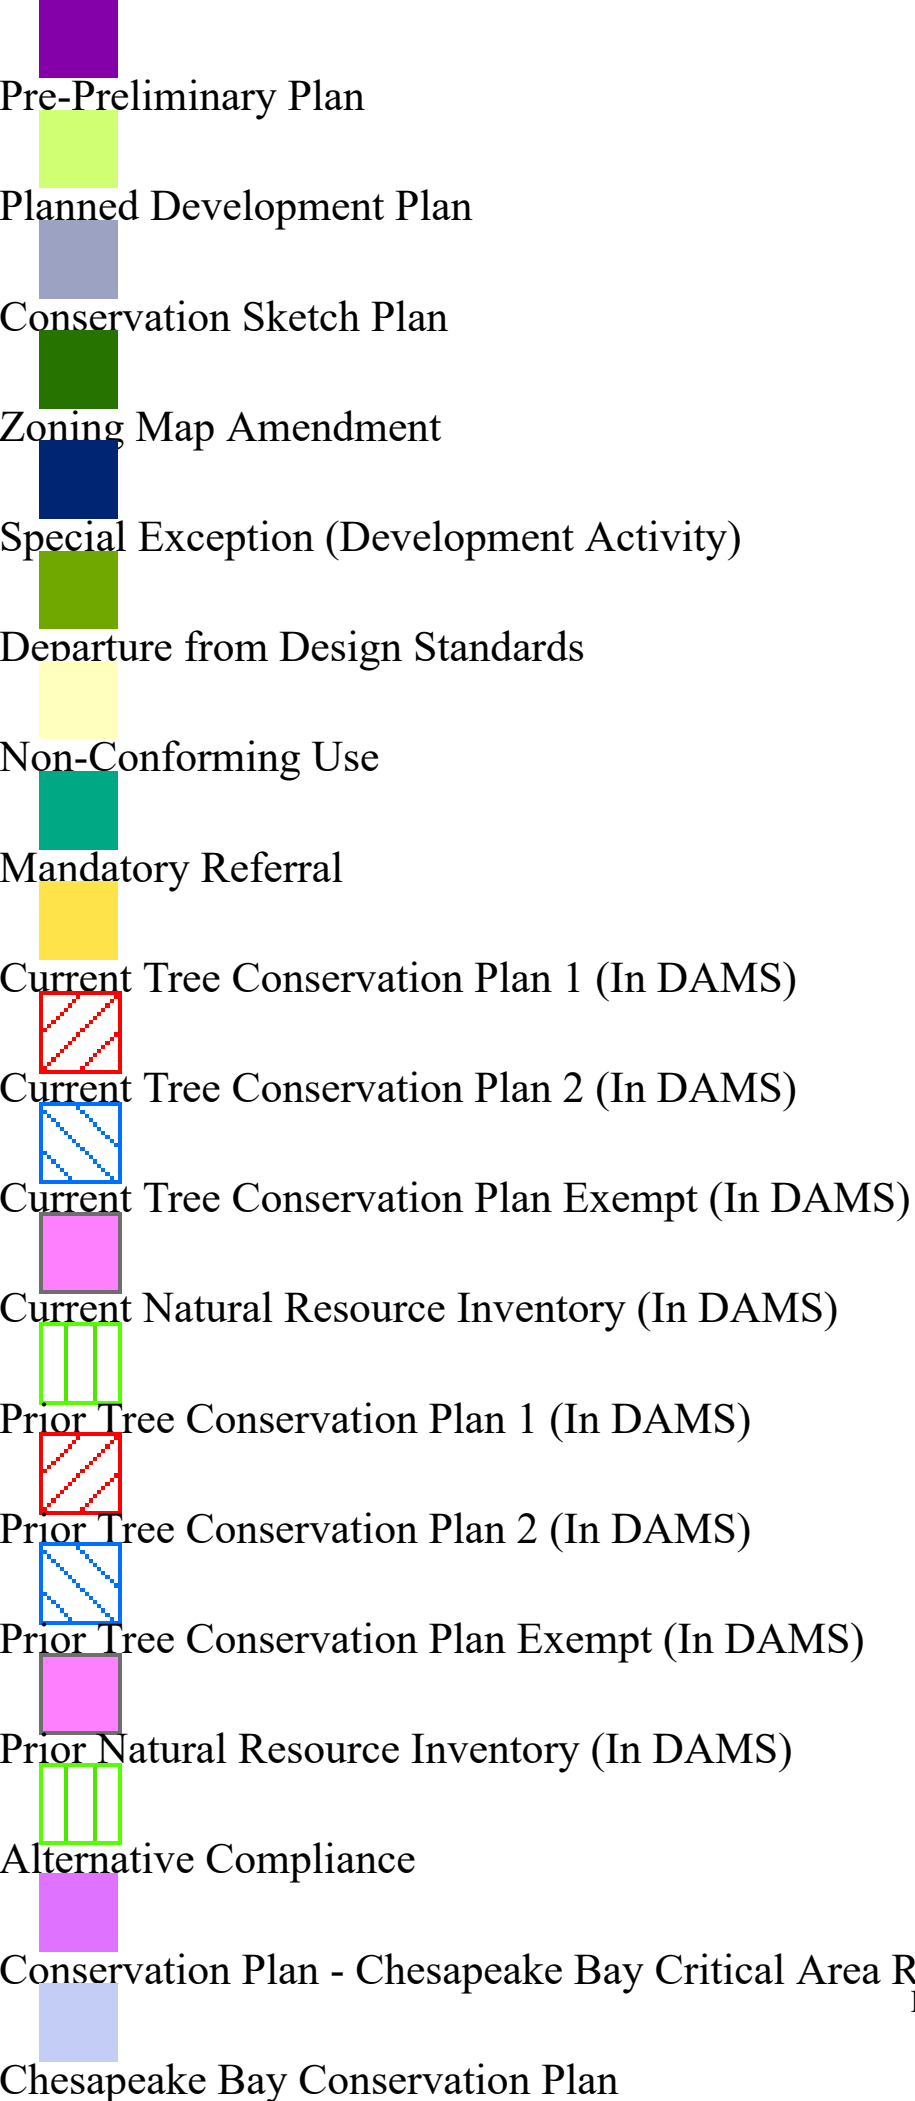 Pre-Preliminary Plan
Planned Development Plan
Conservation Sketch Plan
Zoning Map Amendment
Special Exception (Development Activity)
Departure from Design Standards
Non-Conforming Use
Mandatory Referral
Current Tree Conservation Plan 1 (In DAMS)
Current Tree Conservation Plan 2 (In DAMS)
Current Tree Conservation Plan Exempt (In DAMS)
Current Natural Resource Inventory (In DAMS)
Prior Tree Conservation Plan 1 (In DAMS)
Prior Tree Conservation Plan 2 (In DAMS)
Prior Tree Conservation Plan Exempt (In DAMS)
Prior Natural Resource Inventory (In DAMS)
Alternative Compliance
Conservation Plan - Chesapeake Bay Critical Area
Chesapeake Bay Conservation Plan